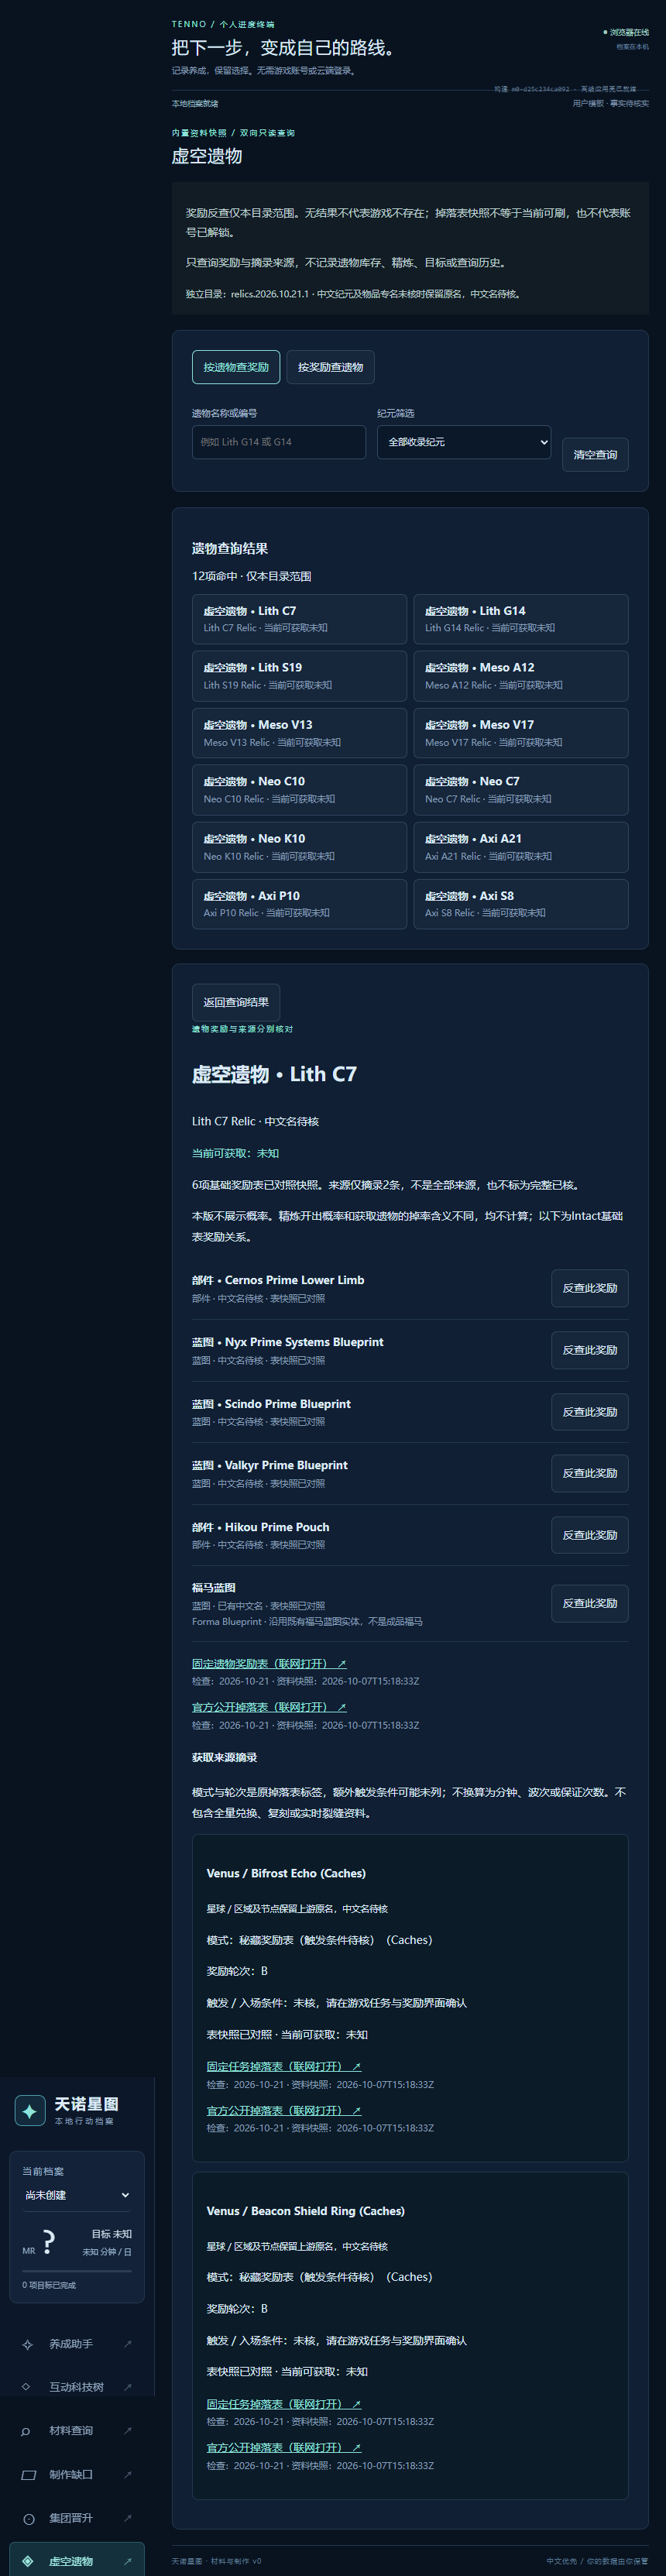 TENNO / 个人进度终端
把下一步，变成自己的路线。
记录养成，保留选择。无需游戏账号或云端登录。
浏览器在线
档案在本机
构建 m0-d25c234ca092 ·
本地档案就绪
用户模板 · 事实待核实
内置资料快照 / 双向只读查询
虚空遗物
奖励反查仅本目录范围。无结果不代表游戏不存在；掉落表快照不等于当前可刷，也不代表账
号已解锁。
只查询奖励与摘录来源，不记录遗物库存、精炼、目标或查询历史。
独立目录：relics.2026.10.21.1 · 中文纪元及物品专名未核时保留原名，中文名待核。
按遗物查奖励
按奖励查遗物
遗物名称或编号
纪元筛选
例如 Lith G14 或 G14
全部收录纪元
清空查询
遗物查询结果
12项命中 · 仅本目录范围
虚空遗物 • Lith C7
Lith C7 Relic · 当前可获取未知
虚空遗物 • Lith G14
Lith G14 Relic · 当前可获取未知
虚空遗物 • Lith S19
Lith S19 Relic · 当前可获取未知
虚空遗物 • Meso A12
Meso A12 Relic · 当前可获取未知
虚空遗物 • Meso V13
Meso V13 Relic · 当前可获取未知
虚空遗物 • Meso V17
Meso V17 Relic · 当前可获取未知
虚空遗物 • Neo C10
Neo C10 Relic · 当前可获取未知
虚空遗物 • Neo C7
Neo C7 Relic · 当前可获取未知
虚空遗物 • Neo K10
Neo K10 Relic · 当前可获取未知
虚空遗物 • Axi A21
Axi A21 Relic · 当前可获取未知
虚空遗物 • Axi P10
Axi P10 Relic · 当前可获取未知
虚空遗物 • Axi S8
Axi S8 Relic · 当前可获取未知
返回查询结果
遗物奖励与来源分别核对
虚空遗物 • Lith C7
Lith C7 Relic · 中文名待核
当前可获取：未知
6项基础奖励表已对照快照。来源仅摘录2条，不是全部来源，也不标为完整已核。
本版不展示概率。精炼开出概率和获取遗物的掉率含义不同，均不计算；以下为Intact基础
表奖励关系。
部件 • Cernos Prime Lower Limb
部件 · 中文名待核 · 表快照已对照
反查此奖励
蓝图 • Nyx Prime Systems Blueprint
蓝图 · 中文名待核 · 表快照已对照
反查此奖励
蓝图 • Scindo Prime Blueprint
蓝图 · 中文名待核 · 表快照已对照
反查此奖励
蓝图 • Valkyr Prime Blueprint
蓝图 · 中文名待核 · 表快照已对照
反查此奖励
部件 • Hikou Prime Pouch
部件 · 中文名待核 · 表快照已对照
反查此奖励
福马蓝图
蓝图 · 已有中文名 · 表快照已对照
Forma Blueprint · 沿用既有福马蓝图实体，不是成品福马
反查此奖励
固定遗物奖励表（联网打开） ↗
检查：2026-10-21 · 资料快照：2026-10-07T15:18:33Z
官方公开掉落表（联网打开） ↗
检查：2026-10-21 · 资料快照：2026-10-07T15:18:33Z
获取来源摘录
模式与轮次是原掉落表标签，额外触发条件可能未列；不换算为分钟、波次或保证次数。不
包含全量兑换、复刻或实时裂缝资料。
Venus / Bifrost Echo (Caches)
星球 / 区域及节点保留上游原名，中文名待核
模式：秘藏奖励表（触发条件待核）（Caches）
奖励轮次：B
触发 / 入场条件：未核，请在游戏任务与奖励界面确认
表快照已对照 · 当前可获取：未知
固定任务掉落表（联网打开） ↗
检查：2026-10-21 · 资料快照：2026-10-07T15:18:33Z
官方公开掉落表（联网打开） ↗
检查：2026-10-21 · 资料快照：2026-10-07T15:18:33Z
Venus / Beacon Shield Ring (Caches)
星球 / 区域及节点保留上游原名，中文名待核
模式：秘藏奖励表（触发条件待核）（Caches）
奖励轮次：B
触发 / 入场条件：未核，请在游戏任务与奖励界面确认
表快照已对照 · 当前可获取：未知
固定任务掉落表（联网打开） ↗
检查：2026-10-21 · 资料快照：2026-10-07T15:18:33Z
官方公开掉落表（联网打开） ↗
检查：2026-10-21 · 资料快照：2026-10-07T15:18:33Z
天诺星图
本地行动档案
当前档案
尚未创建
MR ?
目标 未知
未知 分钟 / 日
0 项目标已完成
养成助手 ↗
互动科技树 ↗
材料查询 ↗
制作缺口 ↗
集团晋升 ↗
虚空遗物 ↗
天诺星图 · 材料与制作 v0
中文优先 / 你的数据由你保管